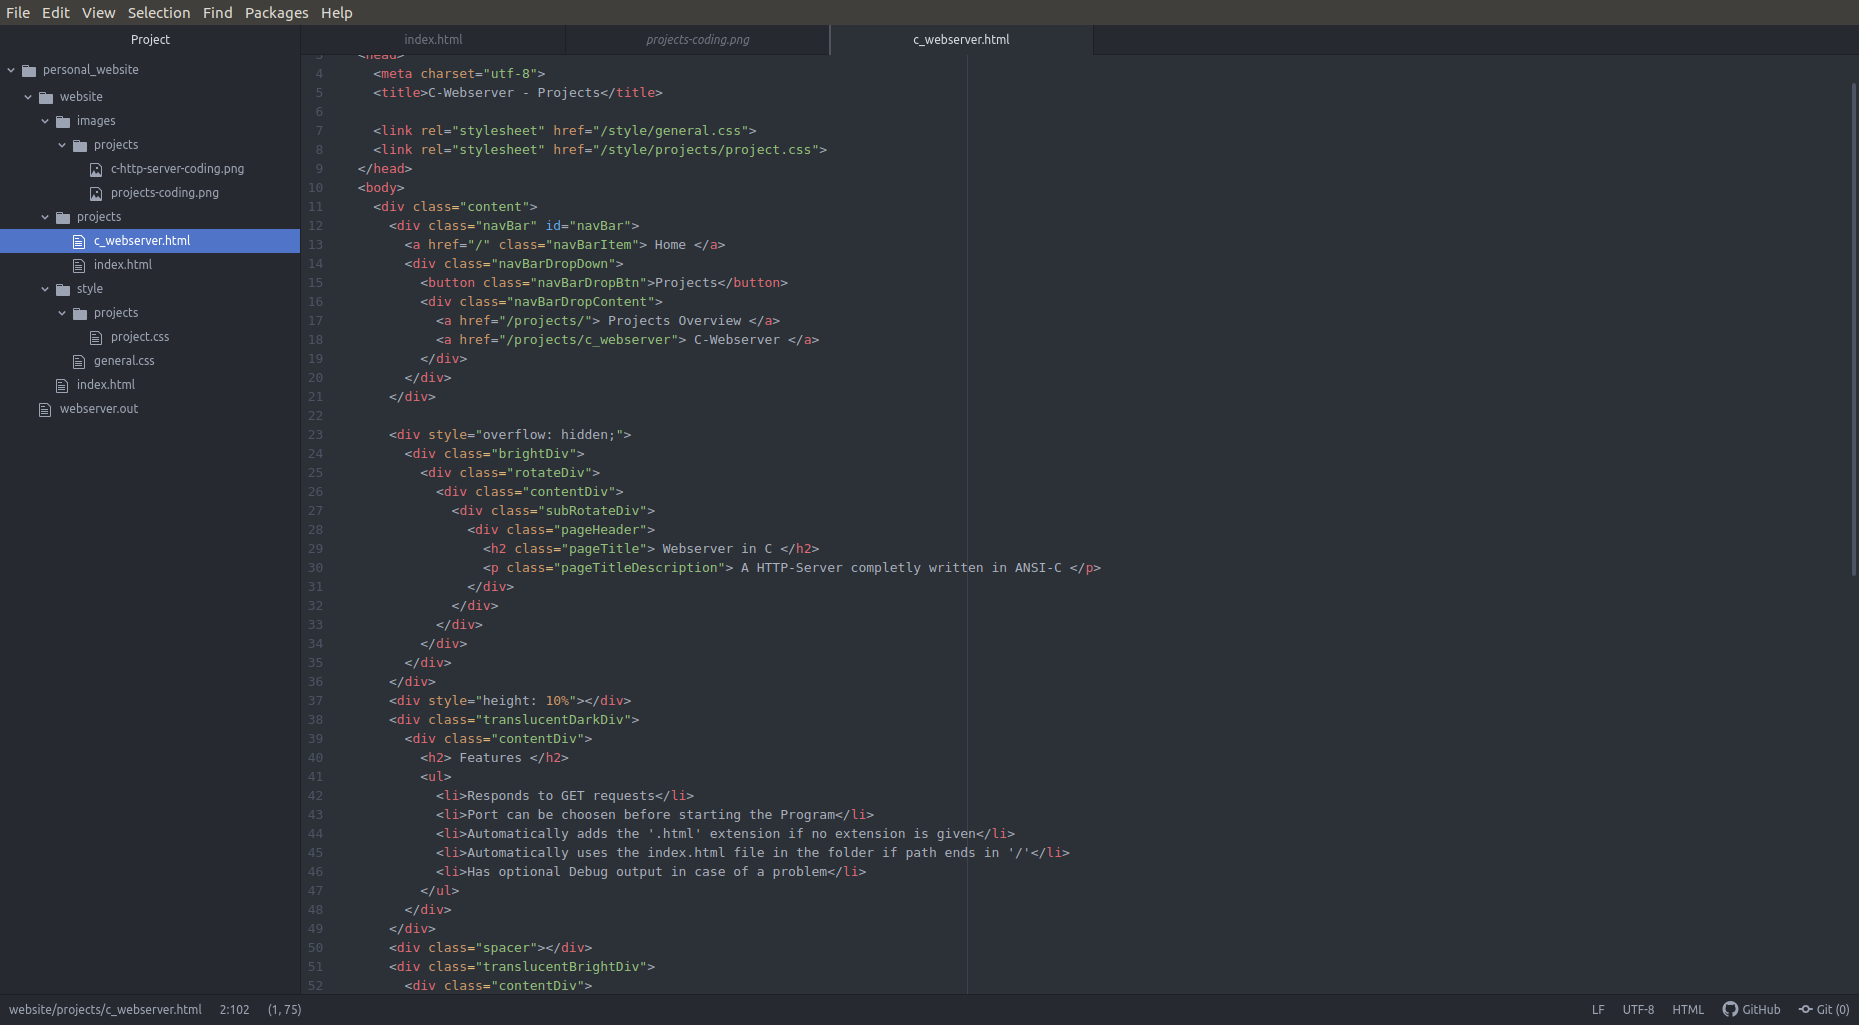 File Edit View Selection Find Packages Help
Project
index.html
projects-coding.png
c_webserver.html
personal_website
website
images
projects
c-http-server-coding.png
projects-coding.png
projects
c_webserver.html
index.html
style
projects
project.css
general.css
index.html
webserver.out
3 <head>
4 <meta charset="utf-8">
5 <title>C-Webserver - Projects</title>
6
7 <link rel="stylesheet" href="/style/general.css">
8 <link rel="stylesheet" href="/style/projects/project.css">
9 </head>
10 <body>
11 <div class="content">
12 <div class="navBar" id="navBar">
13 <a href="/" class="navBarItem"> Home </a>
14 <div class="navBarDropDown">
15 <button class="navBarDropBtn">Projects</button>
16 <div class="navBarDropContent">
17 <a href="/projects/"> Projects Overview </a>
18 <a href="/projects/c_webserver"> C-Webserver </a>
19 </div>
20 </div>
21 </div>
22
23 <div style="overflow: hidden;">
24 <div class="brightDiv">
25 <div class="rotateDiv">
26 <div class="contentDiv">
27 <div class="subRotateDiv">
28 <div class="pageHeader">
29 <h2 class="pageTitle"> Webserver in C </h2>
30 <p class="pageTitleDescription"> A HTTP-Server completly written in ANSI-C </p>
31 </div>
32 </div>
33 </div>
34 </div>
35 </div>
36 </div>
37 <div style="height: 10%"></div>
38 <div class="translucentDarkDiv">
39 <div class="contentDiv">
40 <h2> Features </h2>
41 <ul>
42 <li>Responds to GET requests</li>
43 <li>Port can be choosen before starting the Program</li>
44 <li>Automatically adds the '.html' extension if no extension is given</li>
45 <li>Automatically uses the index.html file in the folder if path ends in '/'</li>
46 <li>Has optional Debug output in case of a problem</li>
47 </ul>
48 </div>
49 </div>
50 <div class="spacer"></div>
51 <div class="translucentBrightDiv">
52 <div class="contentDiv">
website/projects/c_webserver.html 2:102 (1, 75) LF UTF-8 HTML GitHub Git (0)